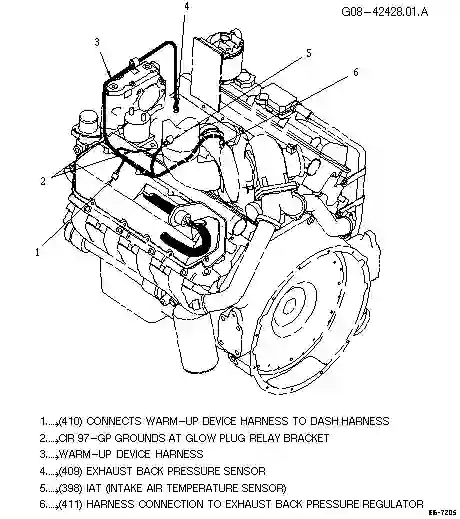 G08-42428.01.A
4
3
5
6
2
1
1....,(410) CONNECTS WARM-UP DEVICE HARNESS TO DASH HARNESS
2....,CIR 97-GP GROUNDS AT GLOW PLUG RELAY BRACKET
3....,WARM-UP DEVICE HARNESS
4....,(409) EXHAUST BACK PRESSURE SENSOR
5....,(398) IAT (INTAKE AIR TEMPERATURE SENSOR)
6....,(411) HARNESS CONNECTION TO EXHAUST BACK PRESSURE REGULATOR